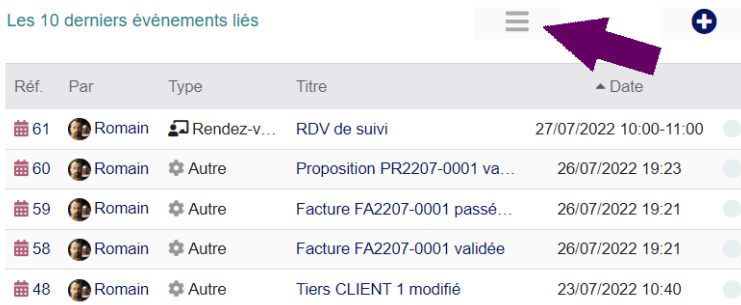 Les 10 derniers événements liés
Réf. Par Type Titre Date
61 Romain Rendez-v... RDV de suivi 27/07/2022 10:00-11:00
60 Romain Autre Proposition PR2207-0001 va... 26/07/2022 19:23
59 Romain Autre Facture FA2207-0001 passé... 26/07/2022 19:21
58 Romain Autre Facture FA2207-0001 validée 26/07/2022 19:21
48 Romain Autre Tiers CLIENT 1 modifié 23/07/2022 10:40